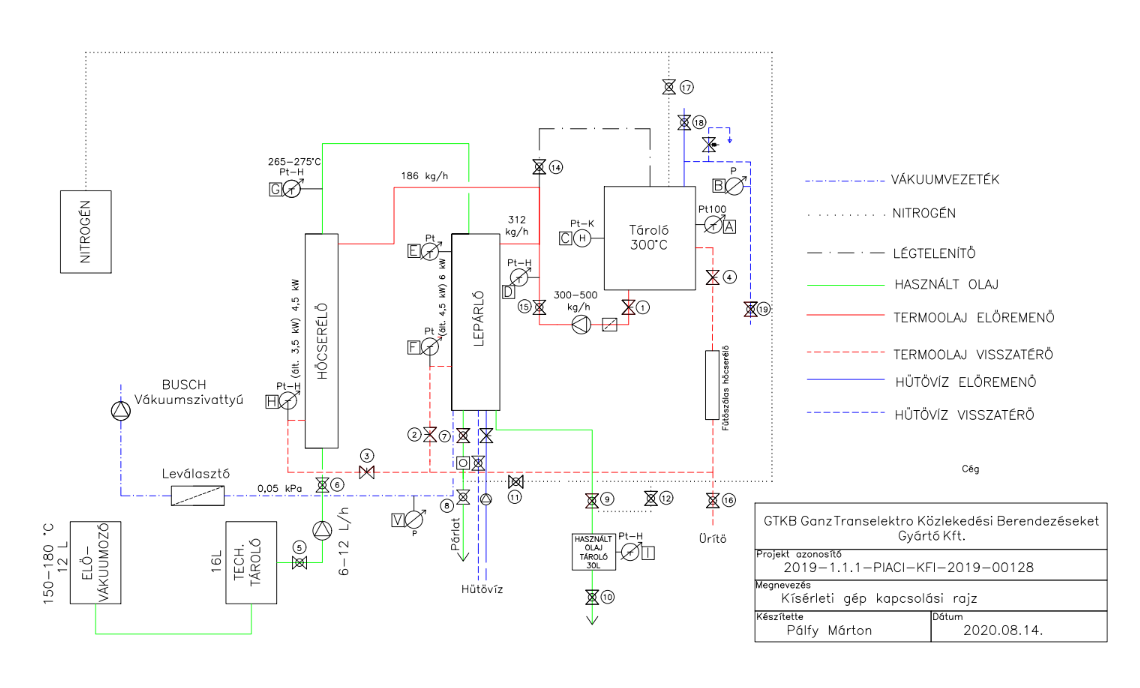 17
18
P
B
265-275°C
Pt-H
G
T
14
186 kg/h
NITROGÉN
Pt-K
C
H
Tároló
300°C
Pt100
T
A
312
kg/h
Pt
E
T
Pt-H
T
D
4
300-500
kg/h
15
1
19
HŐCSERÉLŐ
(ált. 3,5 kW) 4,5 kW
LEPÁRLÓ
(ált. 4,5 kW) 6 kW
Pt
F
T
Fűtőszálas hőcserélő
Pt-H
H
T
BUSCH
Vákuumszivattyú
2
7
3
Leválasztó
0,05 kPa
6
11
8
9
12
16
V
P
Párlat
Ürítő
Hűtővíz
150-180 °C
12 L
ELŐ-
VÁKUUMOZÓ
16L
TECH.
TÁROLÓ
5
6-12 L/h
HASZNÁLT
OLAJ
TÁROLÓ
30L
Pt-H
T
I
10
VÁKUUMVEZETÉK
NITROGÉN
LÉGTELENÍTŐ
HASZNÁLT OLAJ
TERMOOLAJ ELŐREMENŐ
TERMOOLAJ VISSZATÉRŐ
HŰTŐVÍZ ELŐREMENŐ
HŰTŐVÍZ VISSZATÉRŐ
Cég
GTKB GanzTranselektro Közlekedési Berendezéseket
Gyártó Kft.
Projekt azonosító
2019-1.1.1-PIACI-KFI-2019-00128
Megnevezés
Kísérleti gép kapcsolási rajz
Készítette
Pálfy Márton
Dátum
2020.08.14.